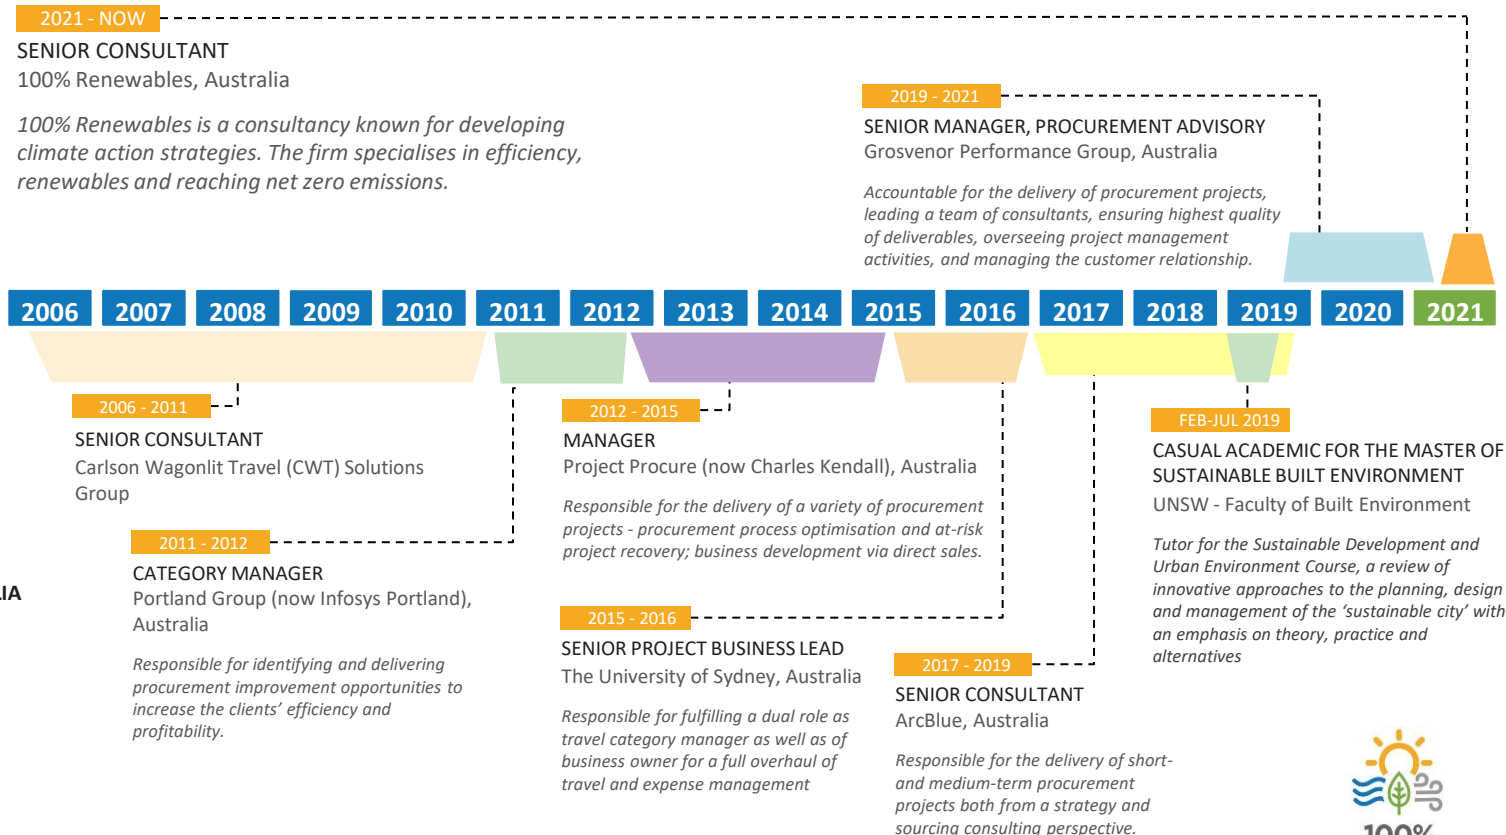 2021 - NOW
SENIOR CONSULTANT
100% Renewables, Australia
100% Renewables is a consultancy known for developing
climate action strategies. The firm specialises in efficiency,
renewables and reaching net zero emissions.
2019 - 2021
SENIOR MANAGER, PROCUREMENT ADVISORY
Grosvenor Performance Group, Australia
Accountable for the delivery of procurement projects,
leading a team of consultants, ensuring highest quality
of deliverables, overseeing project management
activities, and managing the customer relationship.
2006 2007 2008 2009 2010 2011 2012 2013 2014 2015 2016 2017 2018 2019 2020 2021
2006 - 2011
SENIOR CONSULTANT
Carlson Wagonlit Travel (CWT) Solutions
Group
2011 - 2012
CATEGORY MANAGER
Portland Group (now Infosys Portland),
Australia
Responsible for identifying and delivering
procurement improvement opportunities to
increase the clients' efficiency and
profitability.
LIA
2012 - 2015
MANAGER
Project Procure (now Charles Kendall), Australia
Responsible for the delivery of a variety of procurement
projects - procurement process optimisation and at-risk
project recovery; business development via direct sales.
2015 - 2016
SENIOR PROJECT BUSINESS LEAD
The University of Sydney, Australia
Responsible for fulfilling a dual role as
travel category manager as well as of
business owner for a full overhaul of
travel and expense management
2017 - 2019
SENIOR CONSULTANT
ArcBlue, Australia
Responsible for the delivery of short-
and medium-term procurement
projects both from a strategy and
sourcing consulting perspective.
FEB-JUL 2019
CASUAL ACADEMIC FOR THE MASTER OF
SUSTAINABLE BUILT ENVIRONMENT
UNSW - Faculty of Built Environment
Tutor for the Sustainable Development and
Urban Environment Course, a review of
innovative approaches to the planning, design
and management of the ‘sustainable city’ with
an emphasis on theory, practice and
alternatives
100%